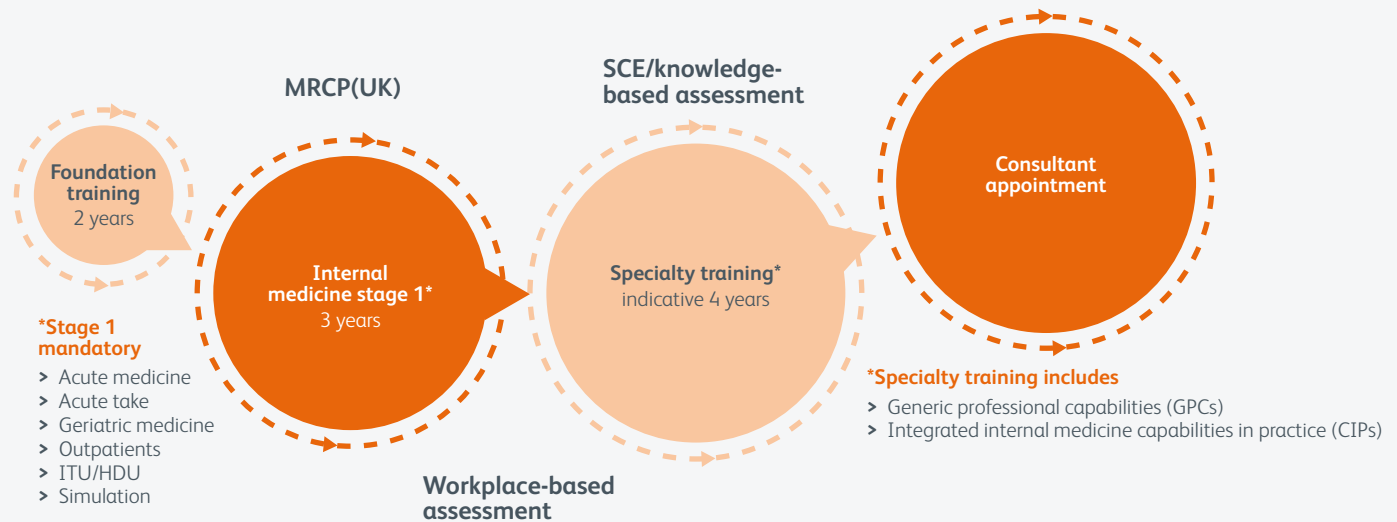 Foundation
training
2 years
MRCP(UK)
Internal
medicine stage 1*
3 years
SCE/knowledge-
based assessment
Specialty training*
indicative 4 years
Consultant
appointment
*Stage 1
mandatory
> Acute medicine
> Acute take
> Geriatric medicine
> Outpatients
> ITU/HDU
> Simulation
Workplace-based
assessment
*Specialty training includes
> Generic professional capabilities (GPCs)
> Integrated internal medicine capabilities in practice (CIPs)